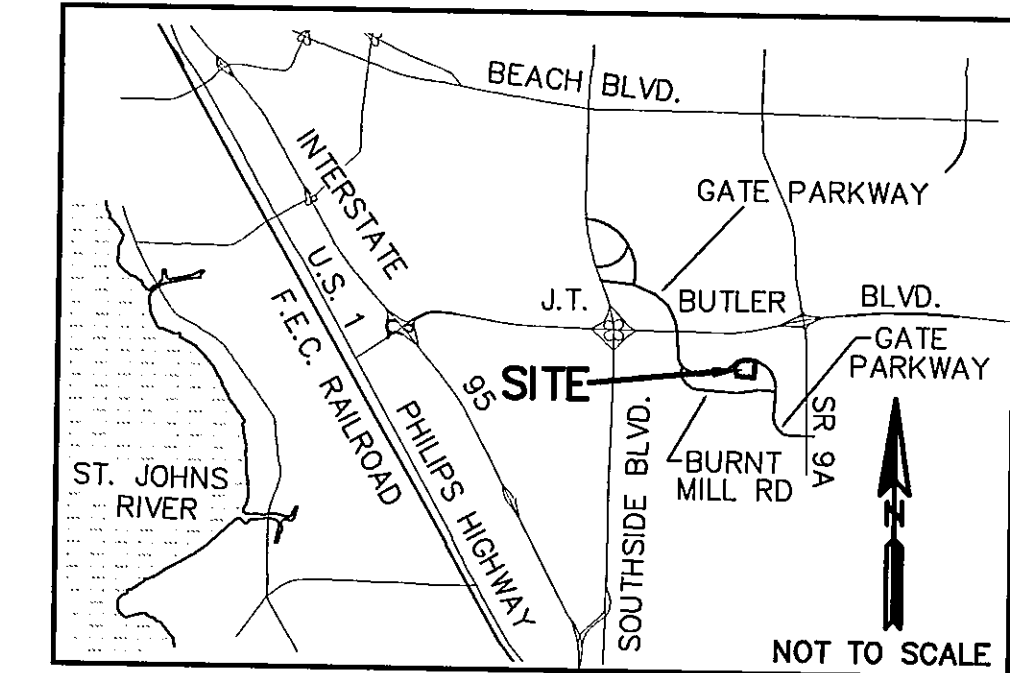 BEACH BLVD.
INTERSTATE
GATE PARKWAY
U.S. 1
F.E.C. RAILROAD
J.T. BUTLER BLVD.
GATE
PARKWAY
95
SITE
PHILIPS HIGHWAY
SOUTHSIDE BLVD.
BURNT
MILL RD
SR 9A
ST. JOHNS
RIVER
N
NOT TO SCALE